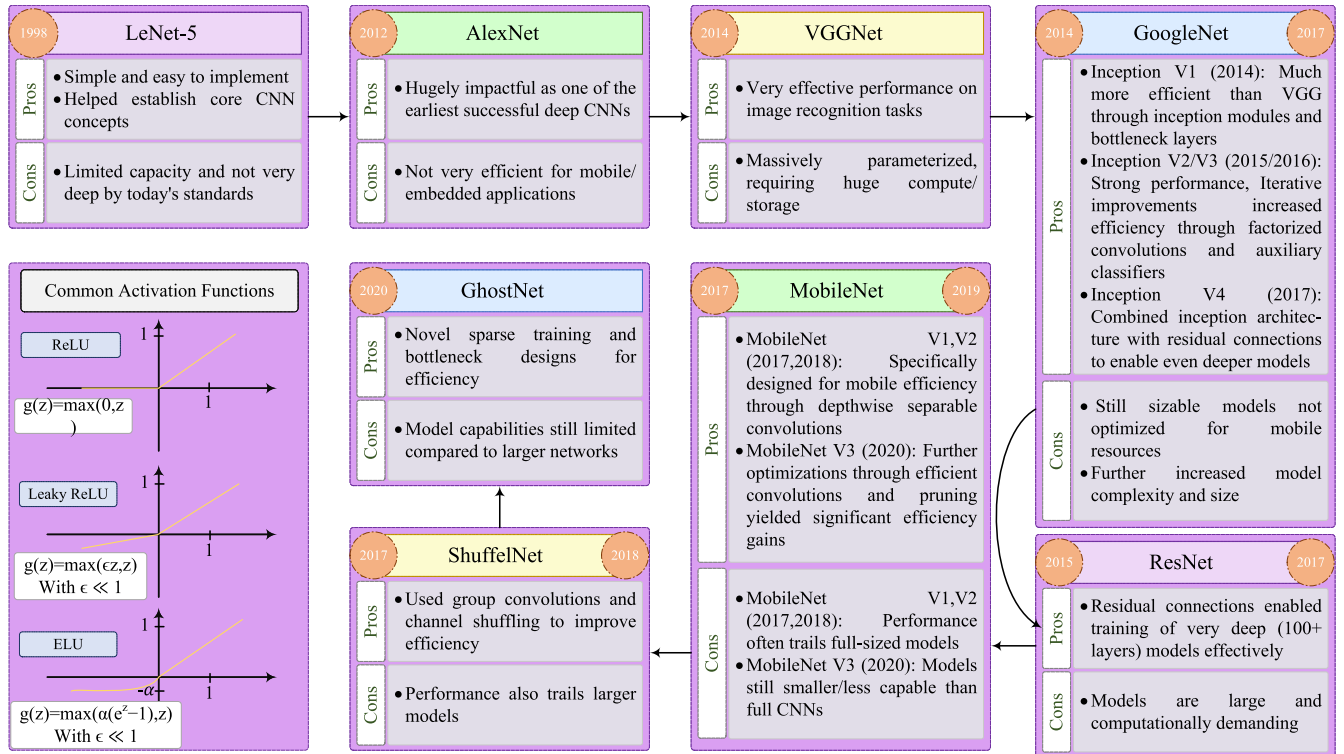 1998
LeNet-5
Pros
• Simple and easy to implement
• Helped establish core CNN
concepts
Cons
• Limited capacity and not very
deep by today's standards
2012
AlexNet
Pros
• Hugely impactful as one of the
earliest successful deep CNNs
Cons
• Not very efficient for mobile/
embedded applications
2014
VGGNet
Pros
• Very effective performance on
image recognition tasks
Cons
• Massively parameterized,
requiring huge compute/
storage
2014
GoogleNet
2017
Pros
• Inception V1 (2014): Much
more efficient than VGG
through inception modules and
bottleneck layers
• Inception V2/V3 (2015/2016):
Strong performance, Iterative
improvements increased
efficiency through factorized
convolutions and auxiliary
classifiers
• Inception V4 (2017):
Combined inception architec-
ture with residual connections
to enable even deeper models
Cons
• Still sizable models not
optimized for mobile
resources
• Further increased model
complexity and size
2015
ResNet
2017
Pros
• Residual connections enabled
training of very deep (100+
layers) models effectively
Cons
• Models are large and
computationally demanding
2017
MobileNet
2019
Pros
• MobileNet V1,V2
(2017,2018): Specifically
designed for mobile efficiency
through depthwise separable
convolutions
• MobileNet V3 (2020): Further
optimizations through efficient
convolutions and pruning
yielded significant efficiency
gains
Cons
• MobileNet V1,V2
(2017,2018): Performance
often trails full-sized models
• MobileNet V3 (2020): Models
still smaller/less capable than
full CNNs
2017
ShuffelNet
2018
Pros
• Used group convolutions and
channel shuffling to improve
efficiency
Cons
• Performance also trails larger
models
2020
GhostNet
Pros
• Novel sparse training and
bottleneck designs for
efficiency
Cons
• Model capabilities still limited
compared to larger networks
Common Activation Functions
ReLU
1
1
g(z)=max(0,z
)
Leaky ReLU
1
1
g(z)=max(ϵz,z)
With ϵ ≪ 1
ELU
1
1
-α
g(z)=max(α(e^z−1),z)
With ϵ ≪ 1